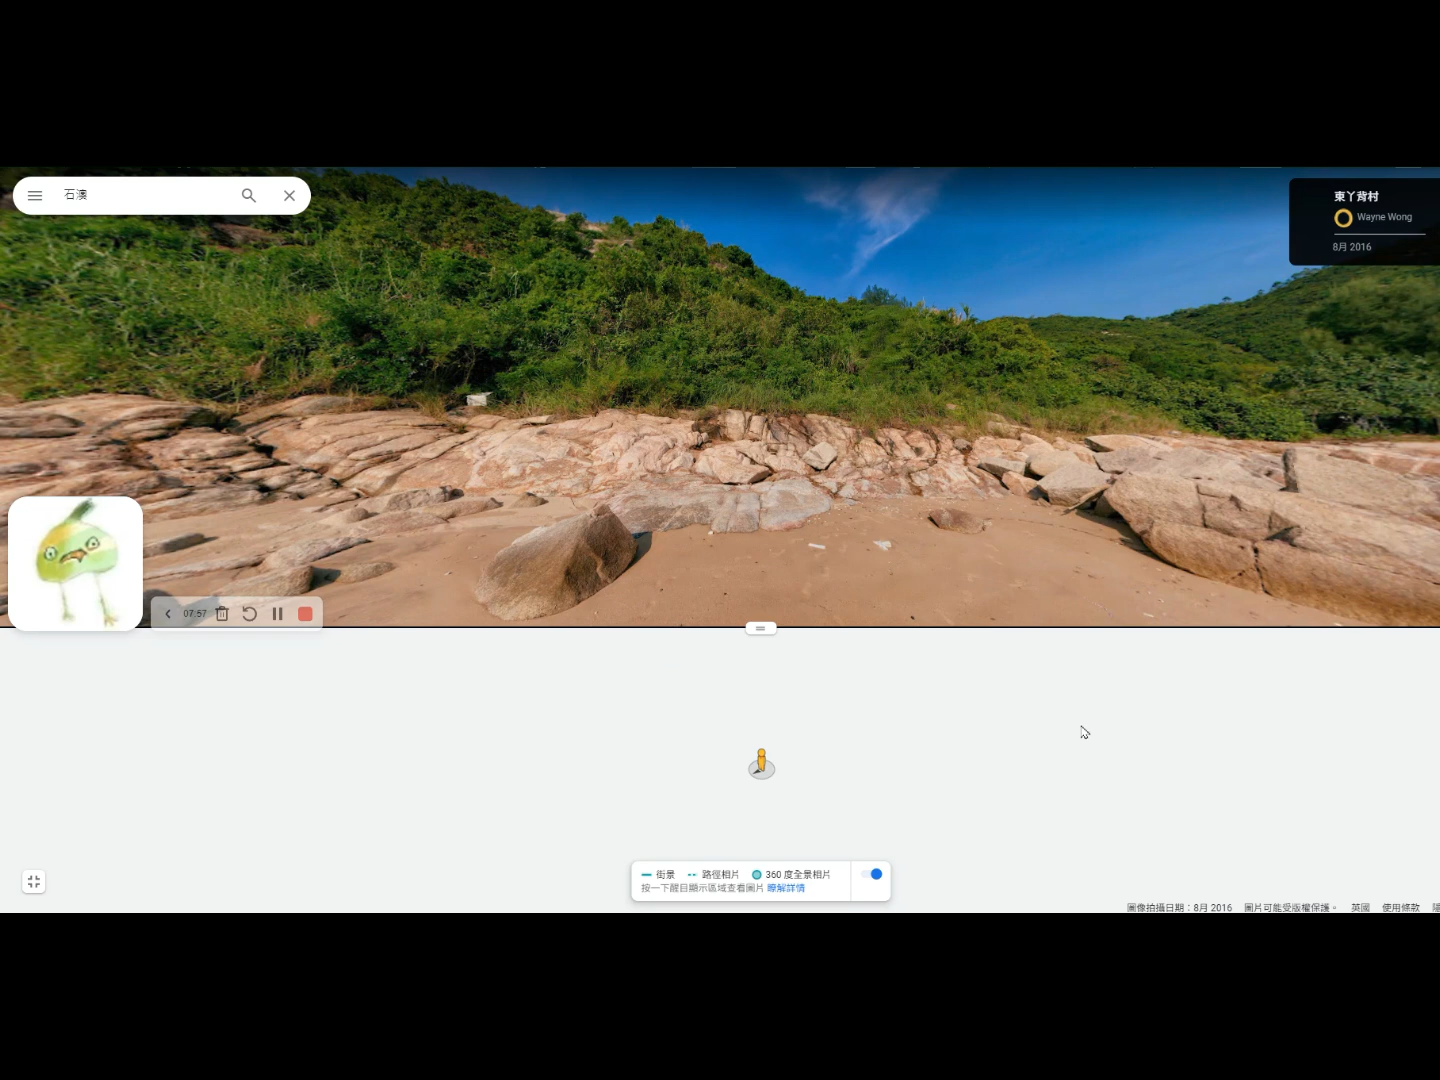 石澳
東丫背村
Wayne Wong
8月 2016
07:57
街景 路徑相片 360 度全景相片
按一下醒目顯示區域查看圖片 瞭解詳情
圖像拍攝日期：8月 2016 圖片可能受版權保護。 英國 使用條款